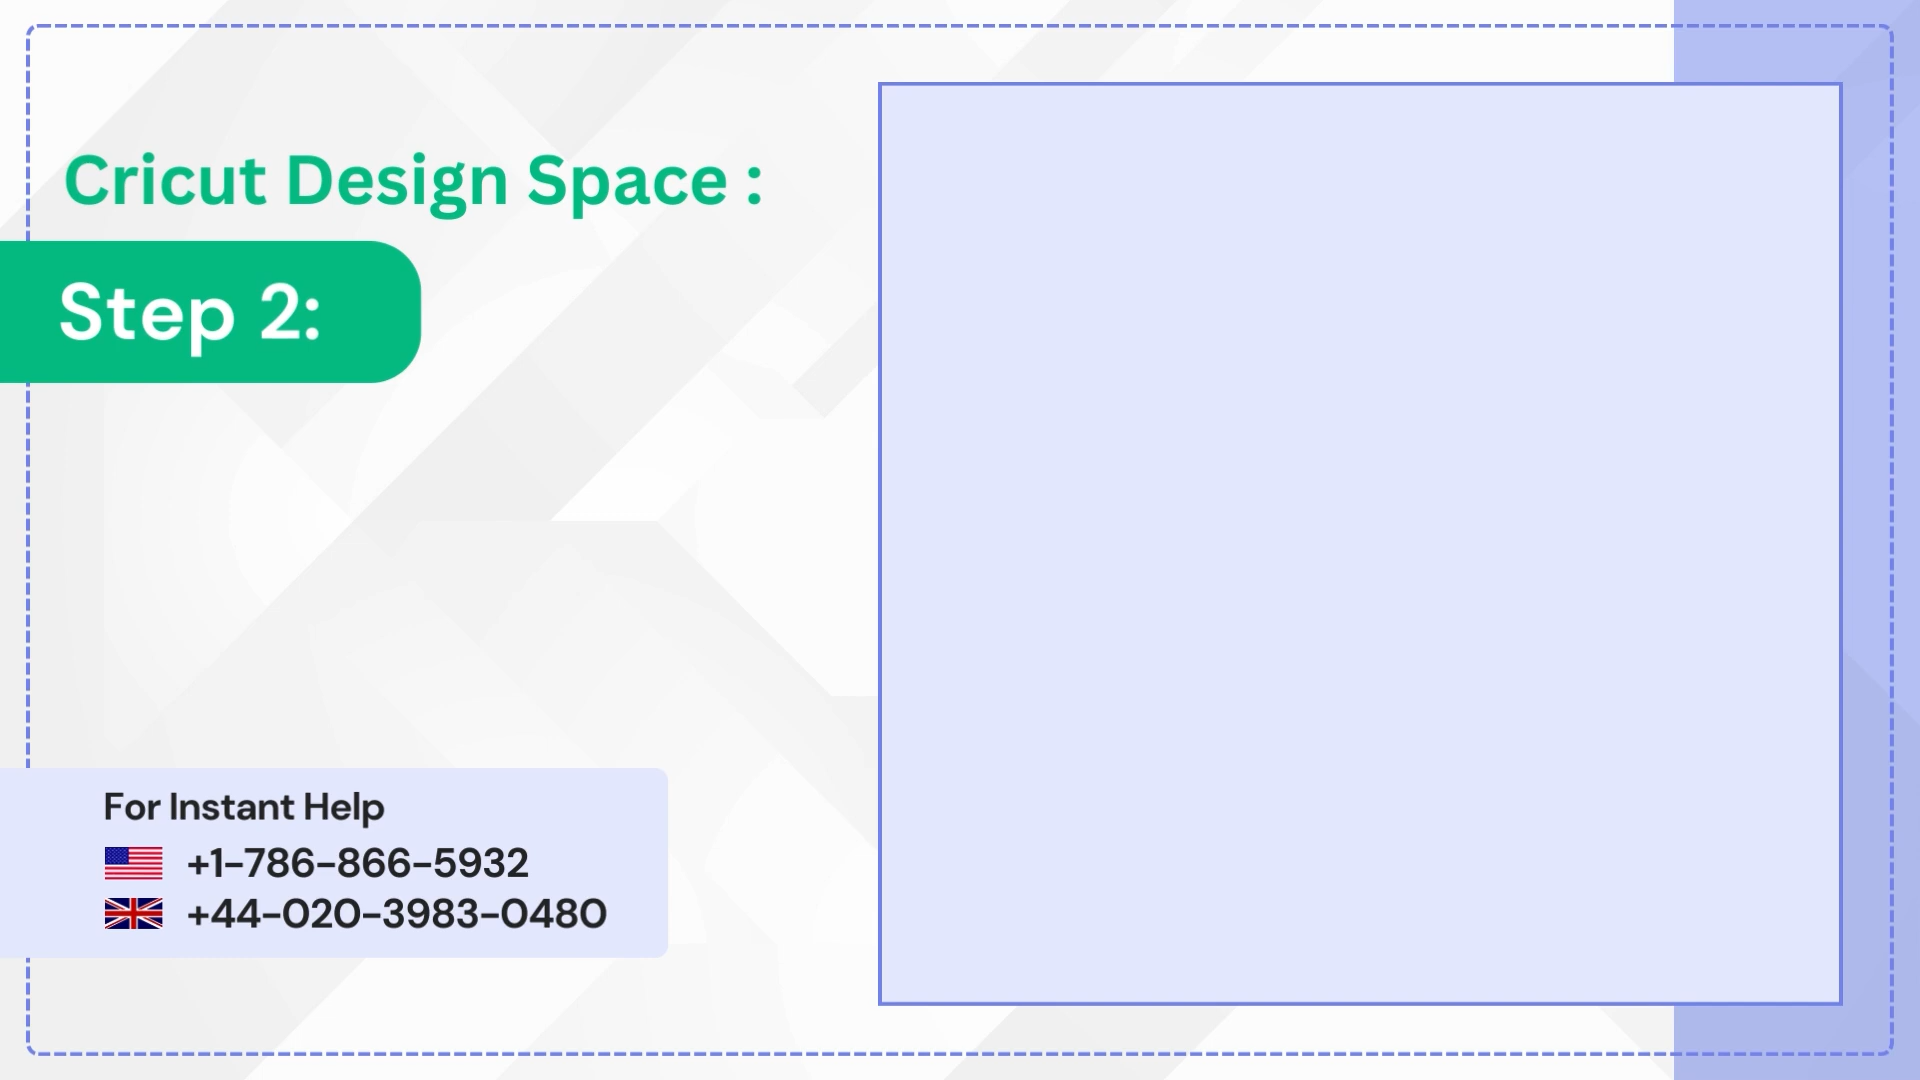 Cricut Design Space :
Step 2:
For Instant Help
+1-786-866-5932
+44-020-3983-0480